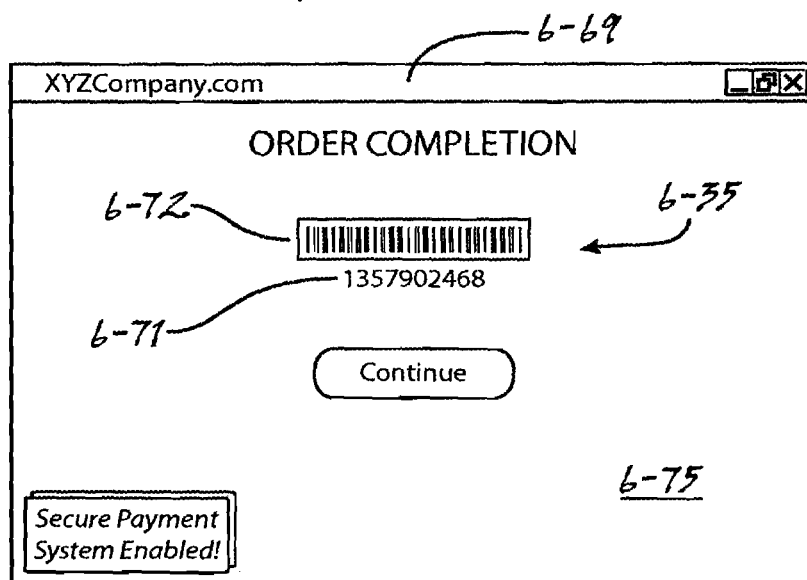 6-69
XYZCompany.com
ORDER COMPLETION
6-72
6-35
1357902468
6-71
Continue
6-75
Secure Payment
System Enabled!